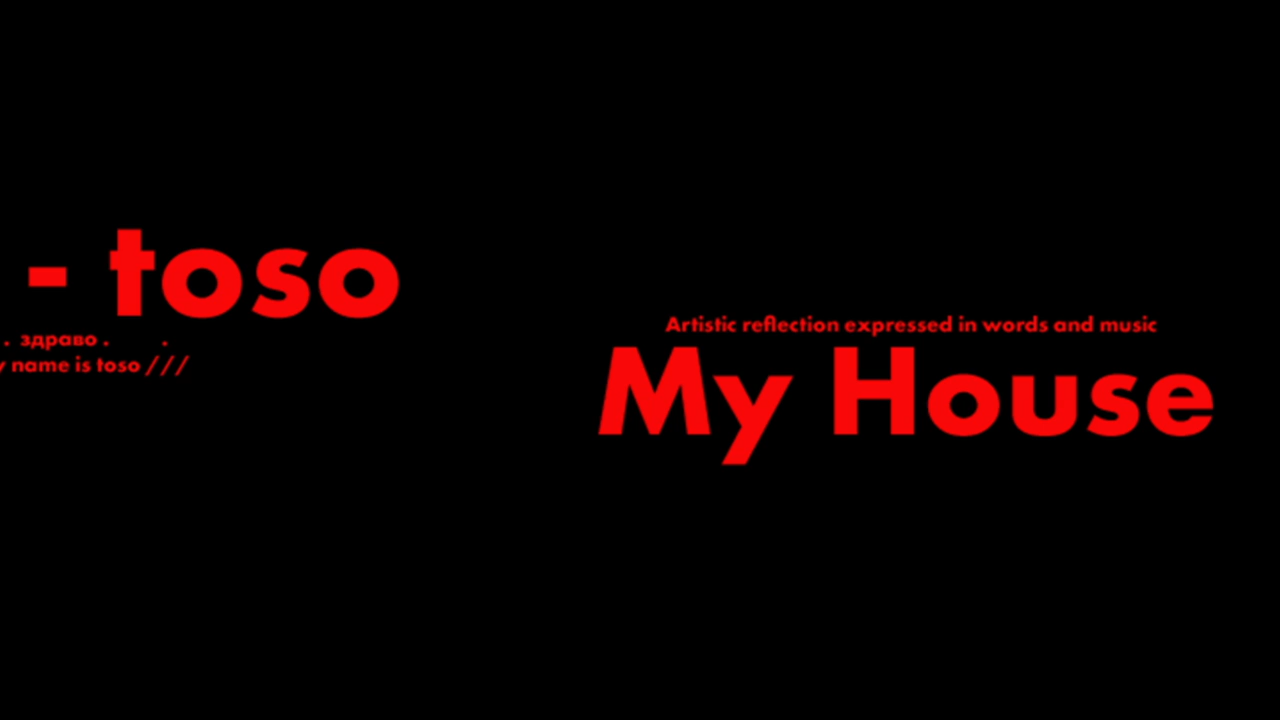 - toso
. здраво . .
name is toso ///
Artistic reflection expressed in words and music
My House